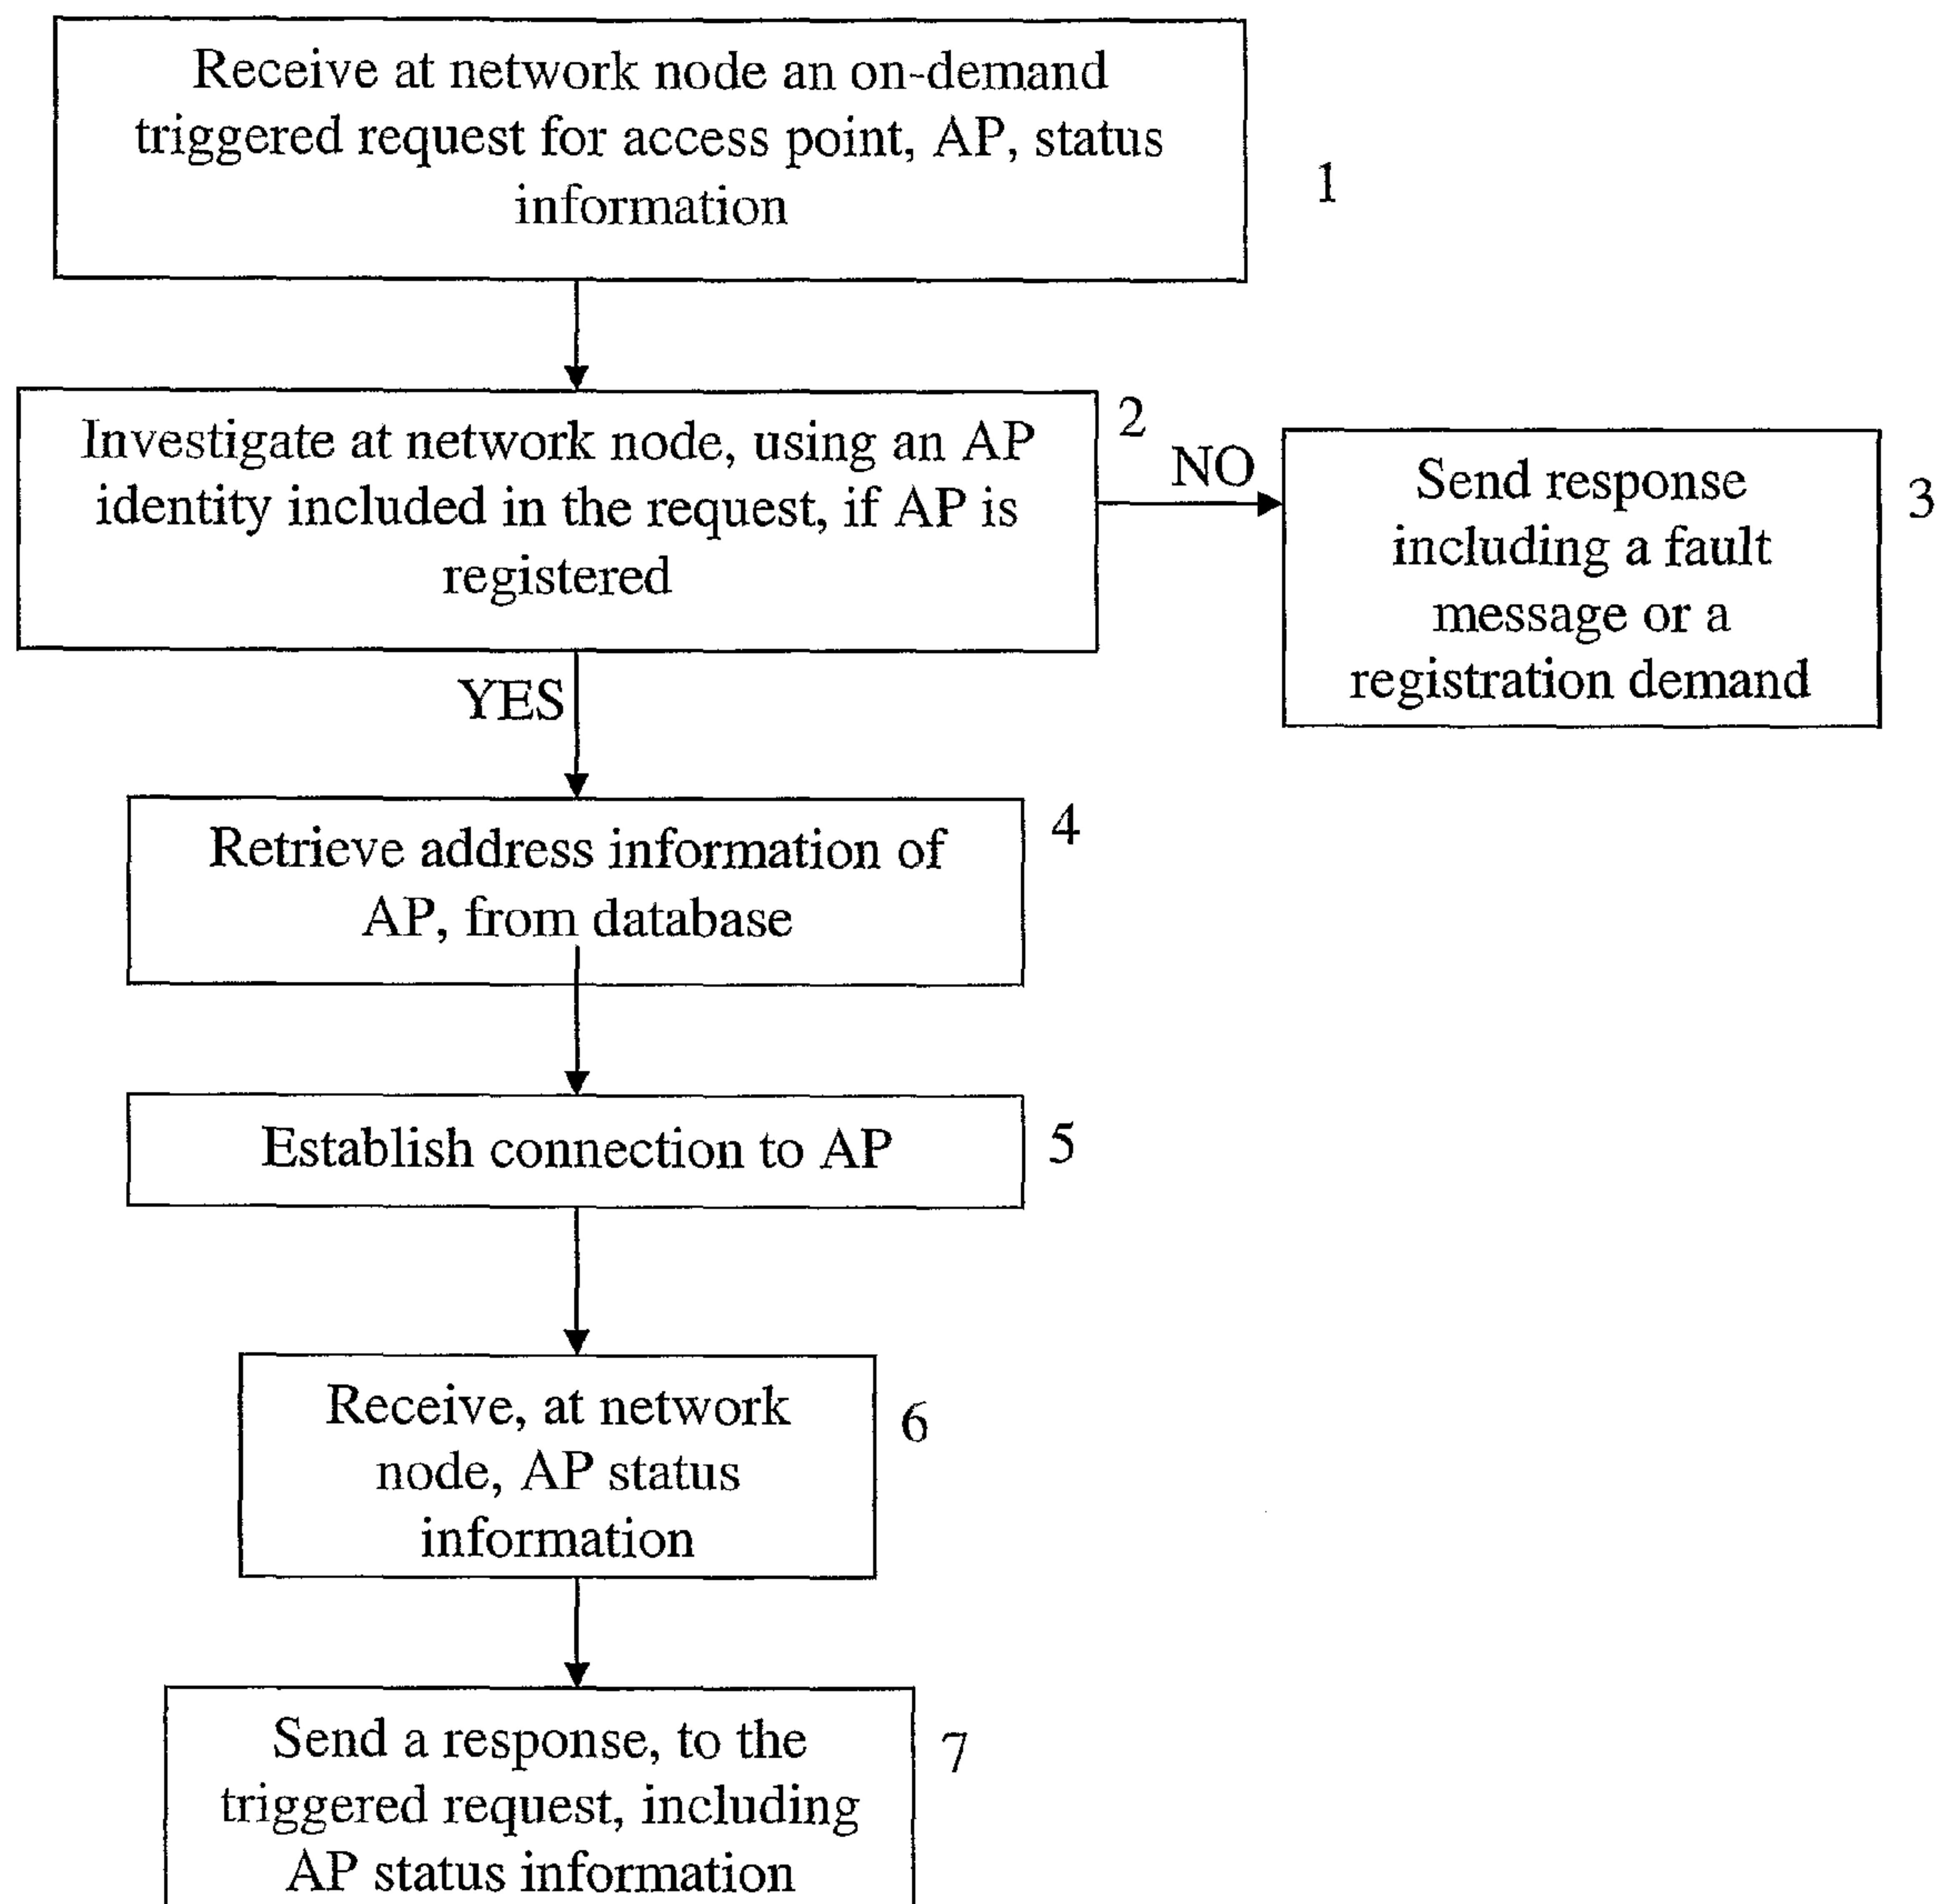 Receive at network node an on-demand
triggered request for access point, AP, status
information
1
Investigate at network node, using an AP
identity included in the request, if AP is
registered
2
NO
Send response
including a fault
message or a
registration demand
3
YES
Retrieve address information of
AP, from database
4
Establish connection to AP
5
Receive, at network
node, AP status
information
6
Send a response, to the
triggered request, including
AP status information
7